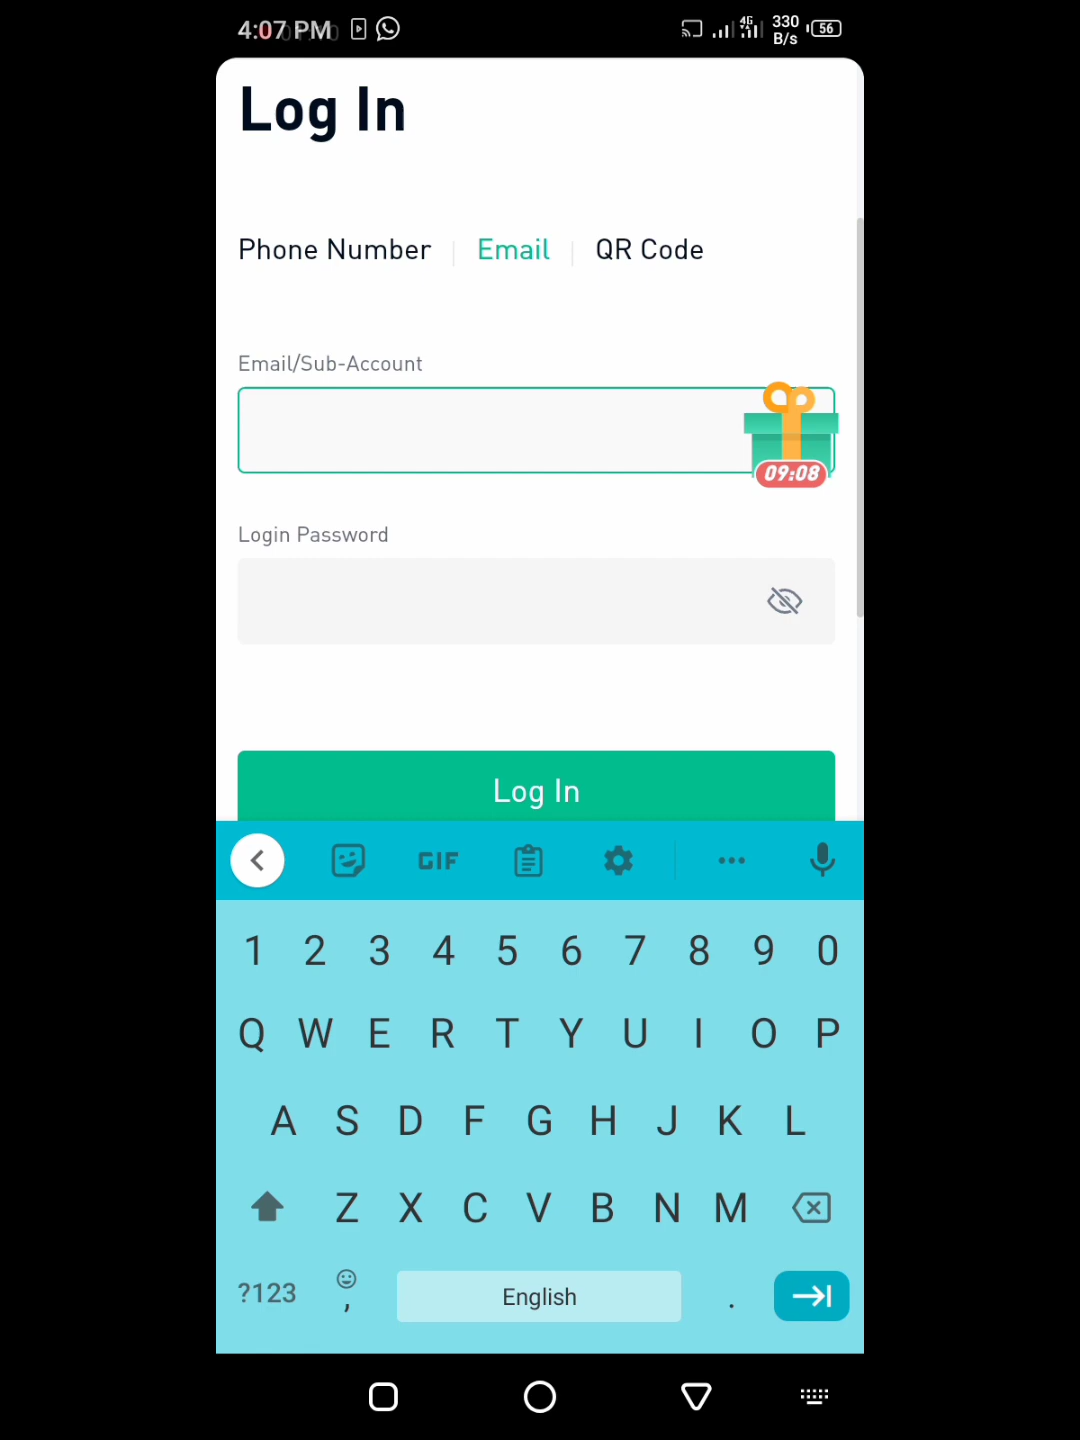 4:07 PM 4G 330 B/s 56
Log In
Phone Number Email QR Code
Email/Sub-Account
09:08
Login Password
Log In
GIF
1 2 3 4 5 6 7 8 9 0
Q W E R T Y U I O P
A S D F G H J K L
Z X C V B N M
?123 , English .